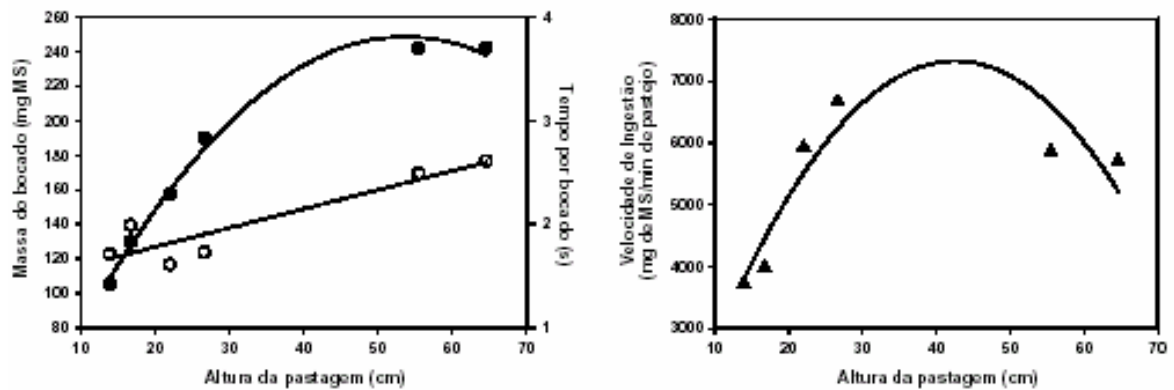 Massa do bocado (mgMS)
260
240
220
200
180
160
140
120
100
80
10 20 30 40 50 60 70
Altura da pastagem (cm)
4
3
2
1
Tempo por bocado (s)
Velocidade de Ingestão
(mg de MS/min de pastejo)
8000
7000
6000
5000
4000
3000
10 20 30 40 50 60 70
Altura da pastagem (cm)